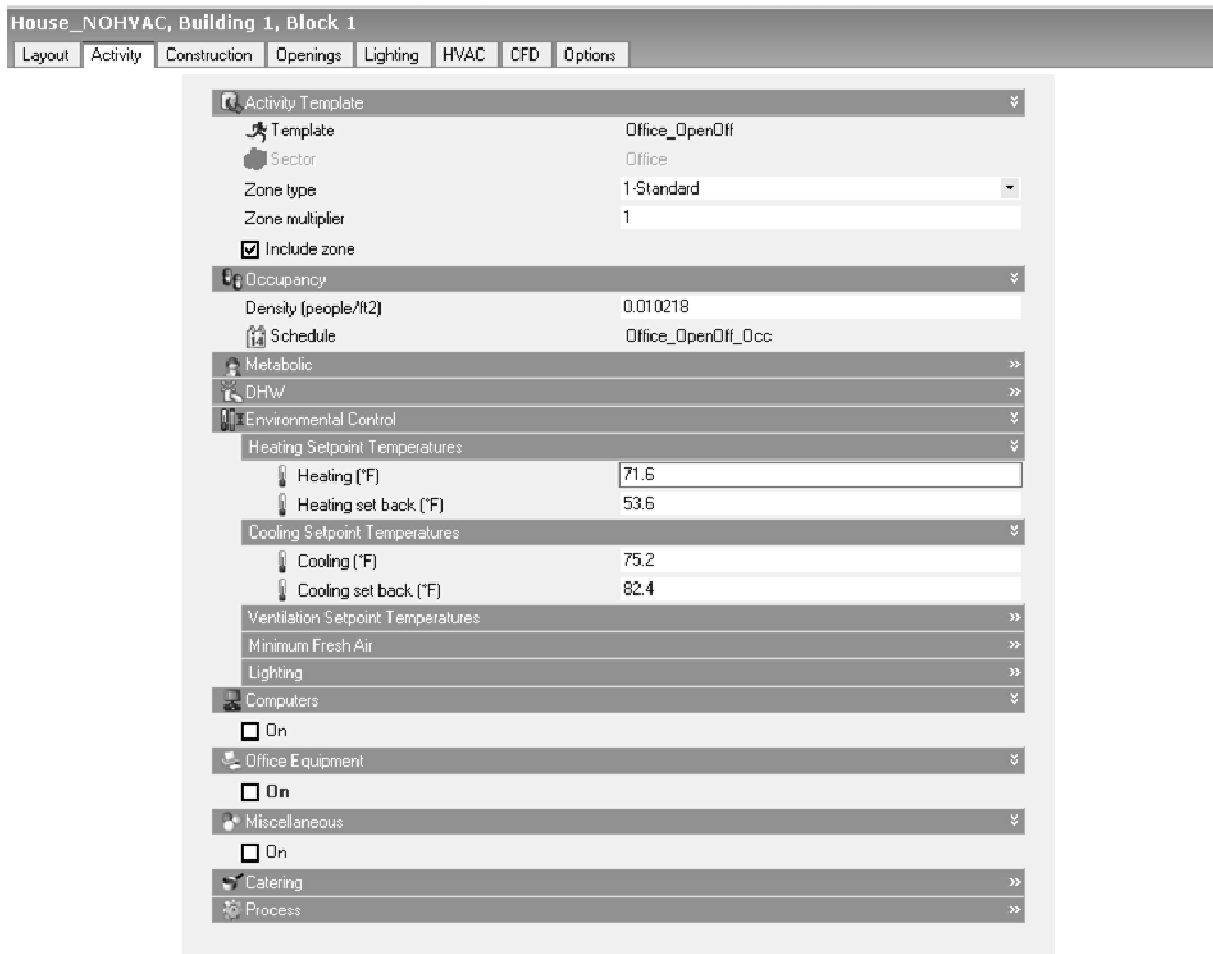 House_NOHVAC, Building 1, Block 1
Layout Activity Construction Openings Lighting HVAC CFD Options
Activity Template
Template Office_OpenOff
Sector Office
Zone type 1-Standard
Zone multiplier 1
Include zone
Occupancy
Density (people/ft2) 0.010218
14 Schedule Office_OpenOff_Occ
Metabolic
DHW
Environmental Control
Heating Setpoint Temperatures
Heating (°F) 71.6
Heating set back (°F) 53.6
Cooling Setpoint Temperatures
Cooling (°F) 75.2
Cooling set back (°F) 82.4
Ventilation Setpoint Temperatures
Minimum Fresh Air
Lighting
Computers
On
Office Equipment
On
Miscellaneous
On
Catering
Process